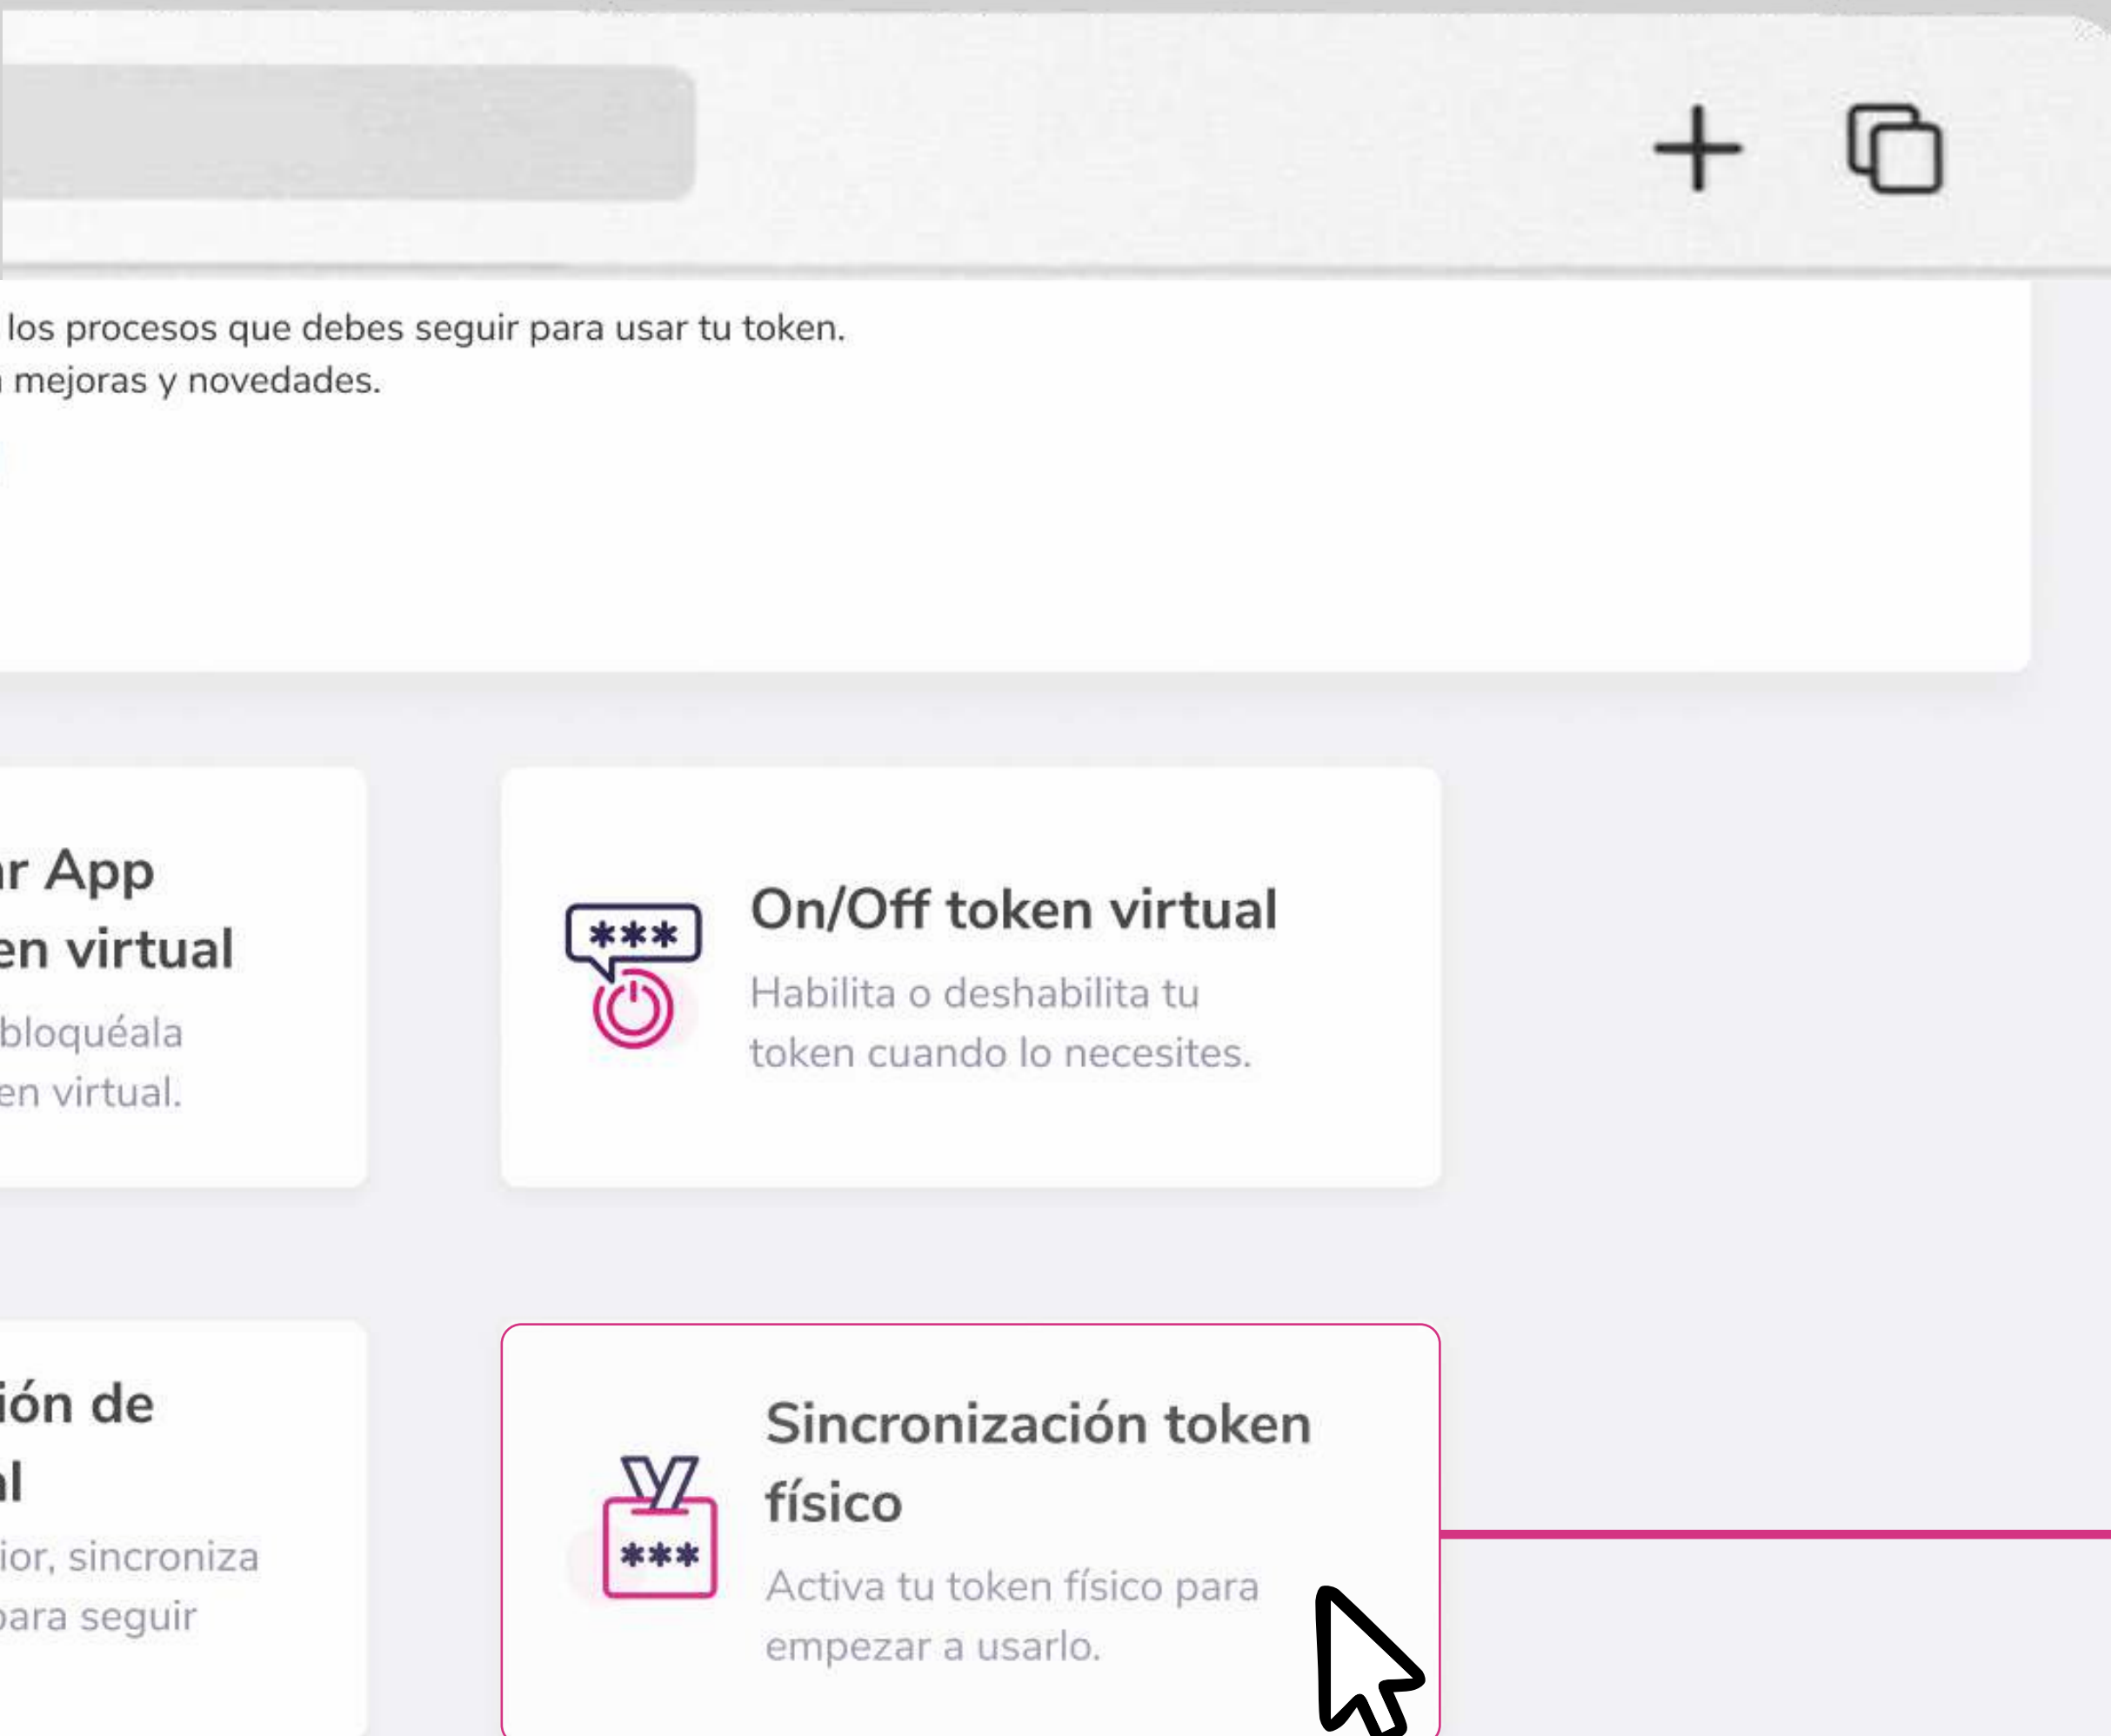 los procesos que debes seguir para usar tu token.
mejoras y novedades.
App
virtual
bloquéala
virtual.
On/Off token virtual
Habilita o deshabilita tu
token cuando lo necesites.
***
ión de
al
ior, sincroniza
para seguir
Sincronización token
físico
Activa tu token físico para
empezar a usarlo.
***